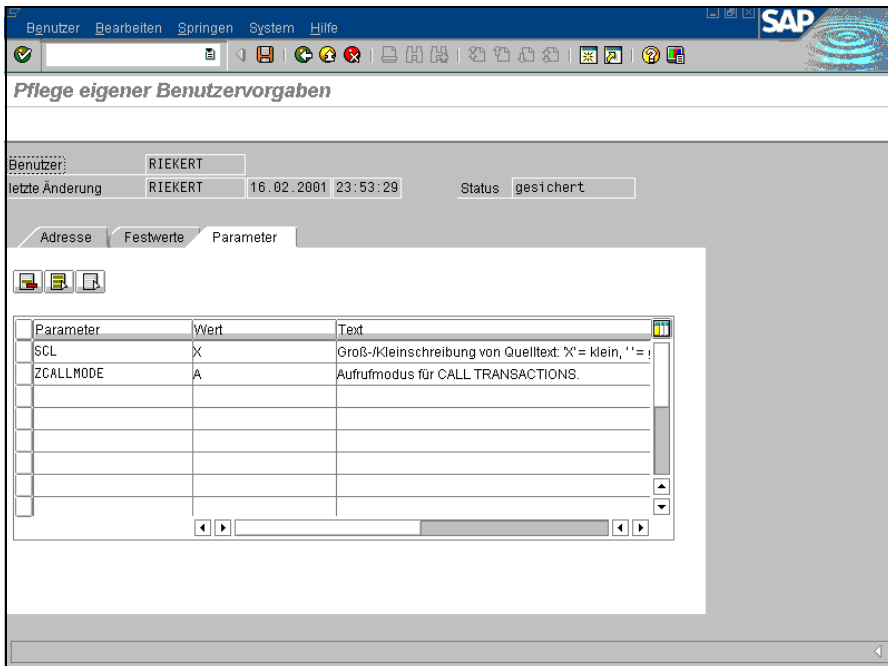 Benutzer Bearbeiten Springen System Hilfe
SAP
Pflege eigener Benutzervorgaben
Benutzer RIEKERT
letzte Änderung RIEKERT 16.02.2001 23:53:29 Status gesichert
Adresse Festwerte Parameter
Parameter Wert Text
SCL X Groß-/Kleinschreibung von Quelltext: 'X' = klein, ' ' =
ZCALLMODE A Aufrufmodus für CALL TRANSACTIONS.